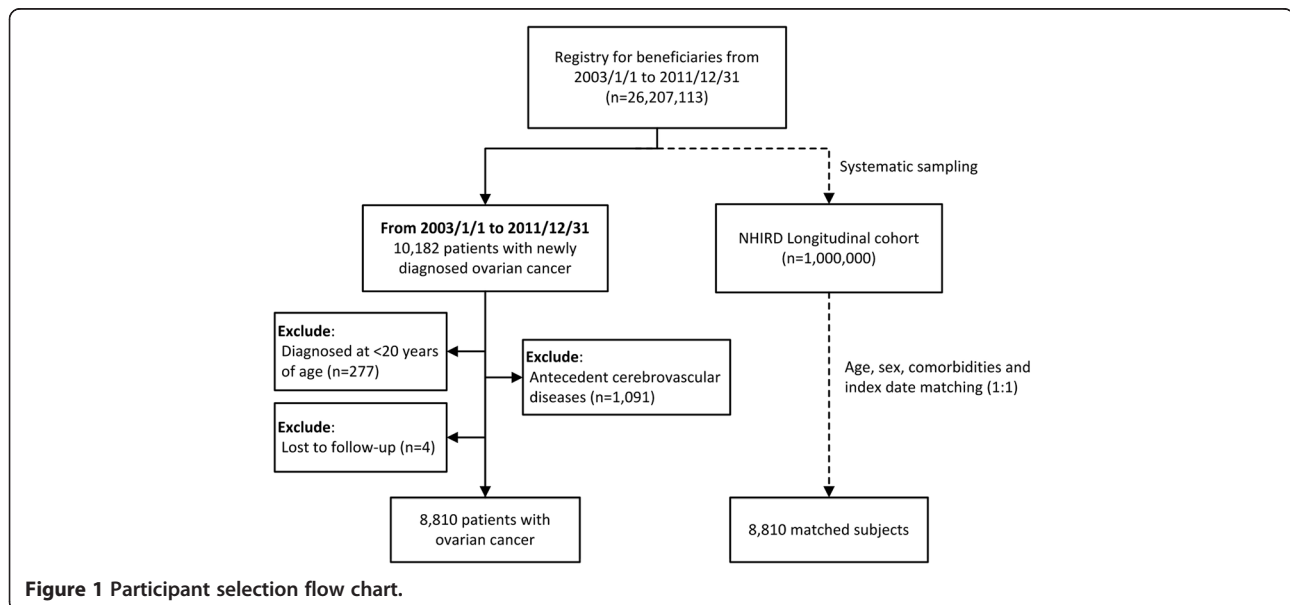 Registry for beneficiaries from
2003/1/1 to 2011/12/31
(n=26,207,113)
Systematic sampling
From 2003/1/1 to 2011/12/31
10,182 patients with newly
diagnosed ovarian cancer
NHIRD Longitudinal cohort
(n=1,000,000)
Exclude:
Diagnosed at <20 years
of age (n=277)
Exclude:
Antecedent cerebrovascular
diseases (n=1,091)
Age, sex, comorbidities and
index date matching (1:1)
Exclude:
Lost to follow-up (n=4)
8,810 patients with
ovarian cancer
8,810 matched subjects
Figure 1 Participant selection flow chart.